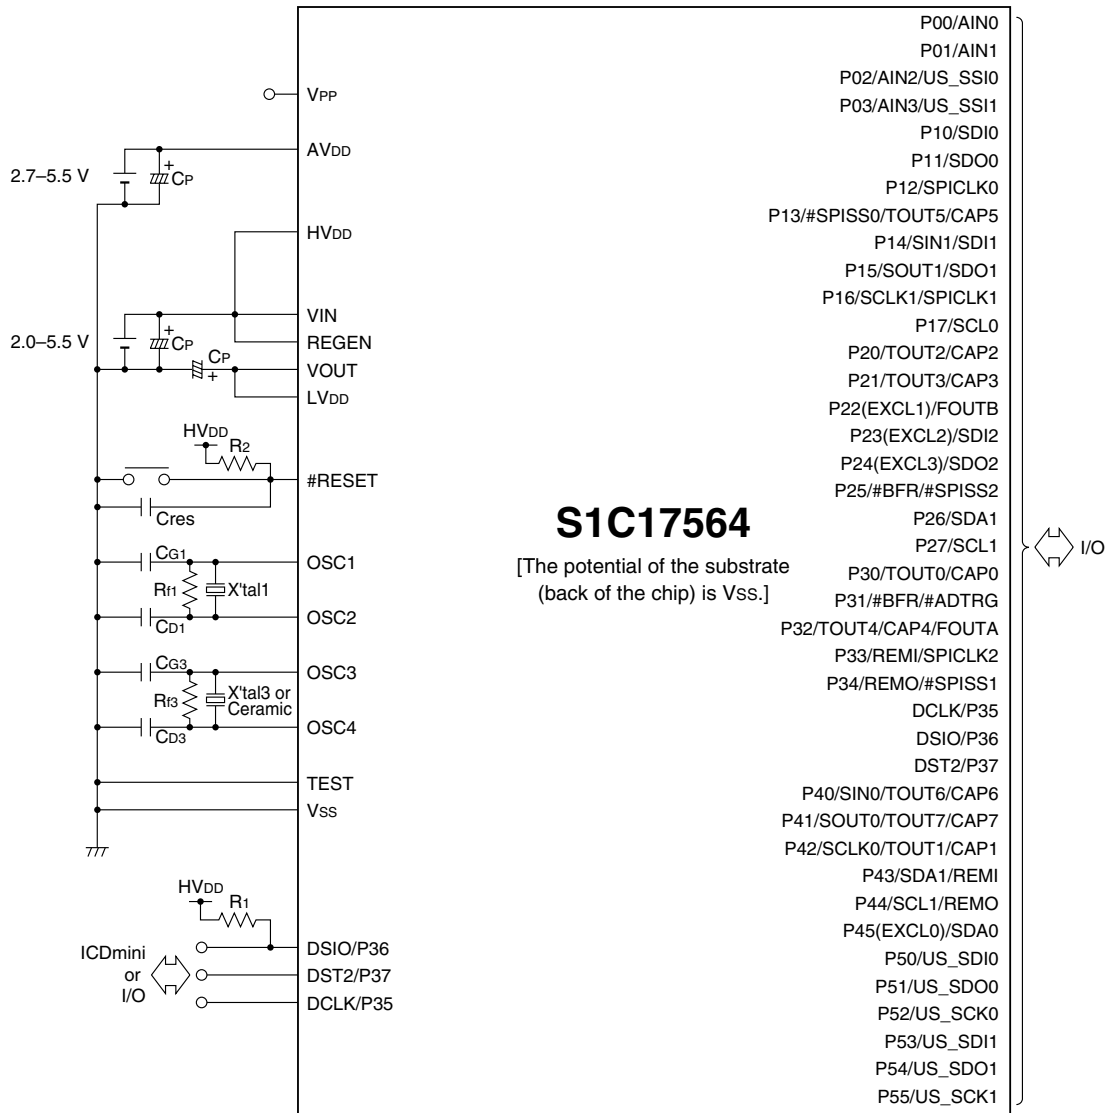 VPP
AVDD
2.7–5.5 V
+
CP
HVDD
VIN
REGEN
2.0–5.5 V
+
CP
CP
+
VOUT
LVDD
HVDD
R2
#RESET
Cres
CG1
OSC1
Rf1
X'tal1
CD1
OSC2
CG3
OSC3
Rf3
X'tal3 or
Ceramic
CD3
OSC4
TEST
VSS
HVDD
R1
ICDmini
or
I/O
DSIO/P36
DST2/P37
DCLK/P35
S1C17564
[The potential of the substrate
(back of the chip) is VSS.]
P00/AIN0
P01/AIN1
P02/AIN2/US_SSI0
P03/AIN3/US_SSI1
P10/SDI0
P11/SDO0
P12/SPICLK0
P13/#SPISS0/TOUT5/CAP5
P14/SIN1/SDI1
P15/SOUT1/SDO1
P16/SCLK1/SPICLK1
P17/SCL0
P20/TOUT2/CAP2
P21/TOUT3/CAP3
P22(EXCL1)/FOUTB
P23(EXCL2)/SDI2
P24(EXCL3)/SDO2
P25/#BFR/#SPISS2
P26/SDA1
P27/SCL1
P30/TOUT0/CAP0
P31/#BFR/#ADTRG
P32/TOUT4/CAP4/FOUTA
P33/REMI/SPICLK2
P34/REMO/#SPISS1
DCLK/P35
DSIO/P36
DST2/P37
P40/SIN0/TOUT6/CAP6
P41/SOUT0/TOUT7/CAP7
P42/SCLK0/TOUT1/CAP1
P43/SDA1/REMI
P44/SCL1/REMO
P45(EXCL0)/SDA0
P50/US_SDI0
P51/US_SDO0
P52/US_SCK0
P53/US_SDI1
P54/US_SDO1
P55/US_SCK1
I/O